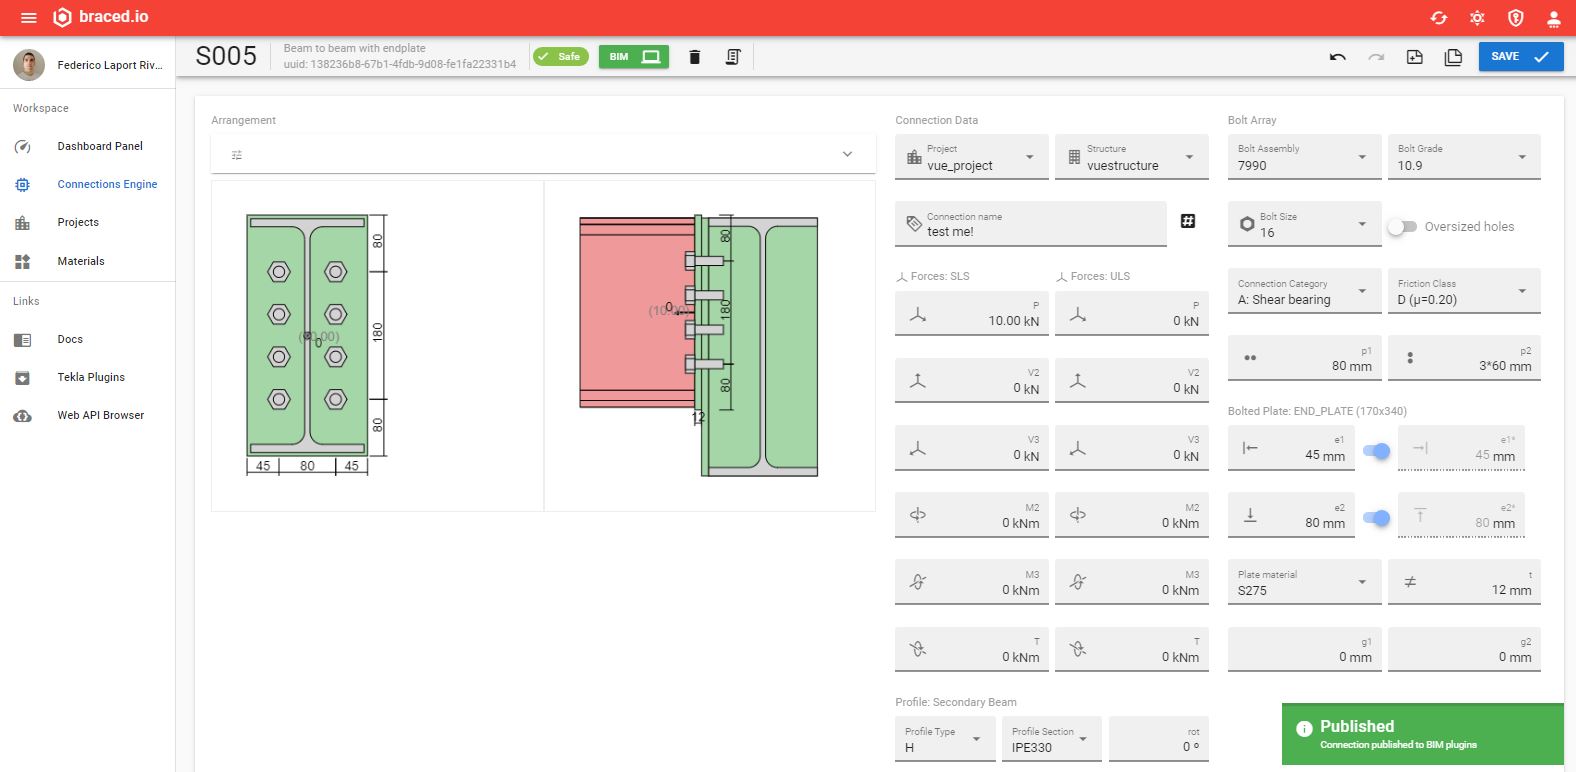 braced.io
Federico Laport Riv...
Workspace
Dashboard Panel
Connections Engine
Projects
Materials
Links
Docs
Tekla Plugins
Web API Browser
S005
Beam to beam with endplate
uuid: 138236b8-67b1-4fdb-9d08-fe1fa22331b4
Safe
BIM
SAVE
Arrangement
80
180
80
45 80 45
(10.00)
0
80
180
80
12
(10.00)
0
Connection Data
Project
vue_project
Structure
vuestructure
Connection name
test me!
Forces: SLS
Forces: ULS
P
10.00 kN
P
0 kN
V2
0 kN
V2
0 kN
V3
0 kN
V3
0 kN
M2
0 kNm
M2
0 kNm
M3
0 kNm
M3
0 kNm
T
0 kNm
T
0 kNm
Profile: Secondary Beam
Profile Type
H
Profile Section
IPE330
rot
0 º
Bolt Array
Bolt Assembly
7990
Bolt Grade
10.9
Bolt Size
16
Oversized holes
Connection Category
A: Shear bearing
Friction Class
D (μ=0.20)
p1
80 mm
p2
3*60 mm
Bolted Plate: END_PLATE (170x340)
e1
45 mm
e1*
45 mm
e2
80 mm
e2*
80 mm
Plate material
S275
t
12 mm
g1
0 mm
g2
0 mm
Published
Connection published to BIM plugins